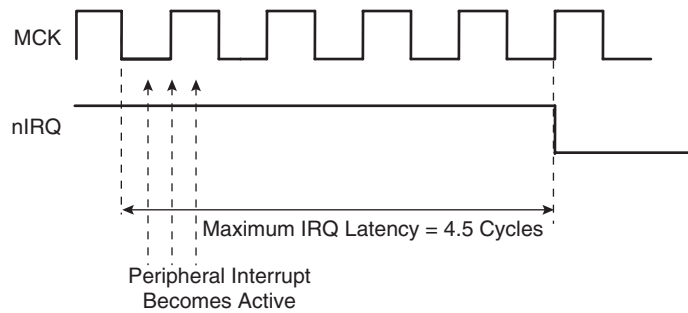 MCK
nIRQ
Maximum IRQ Latency = 4.5 Cycles
Peripheral Interrupt
Becomes Active